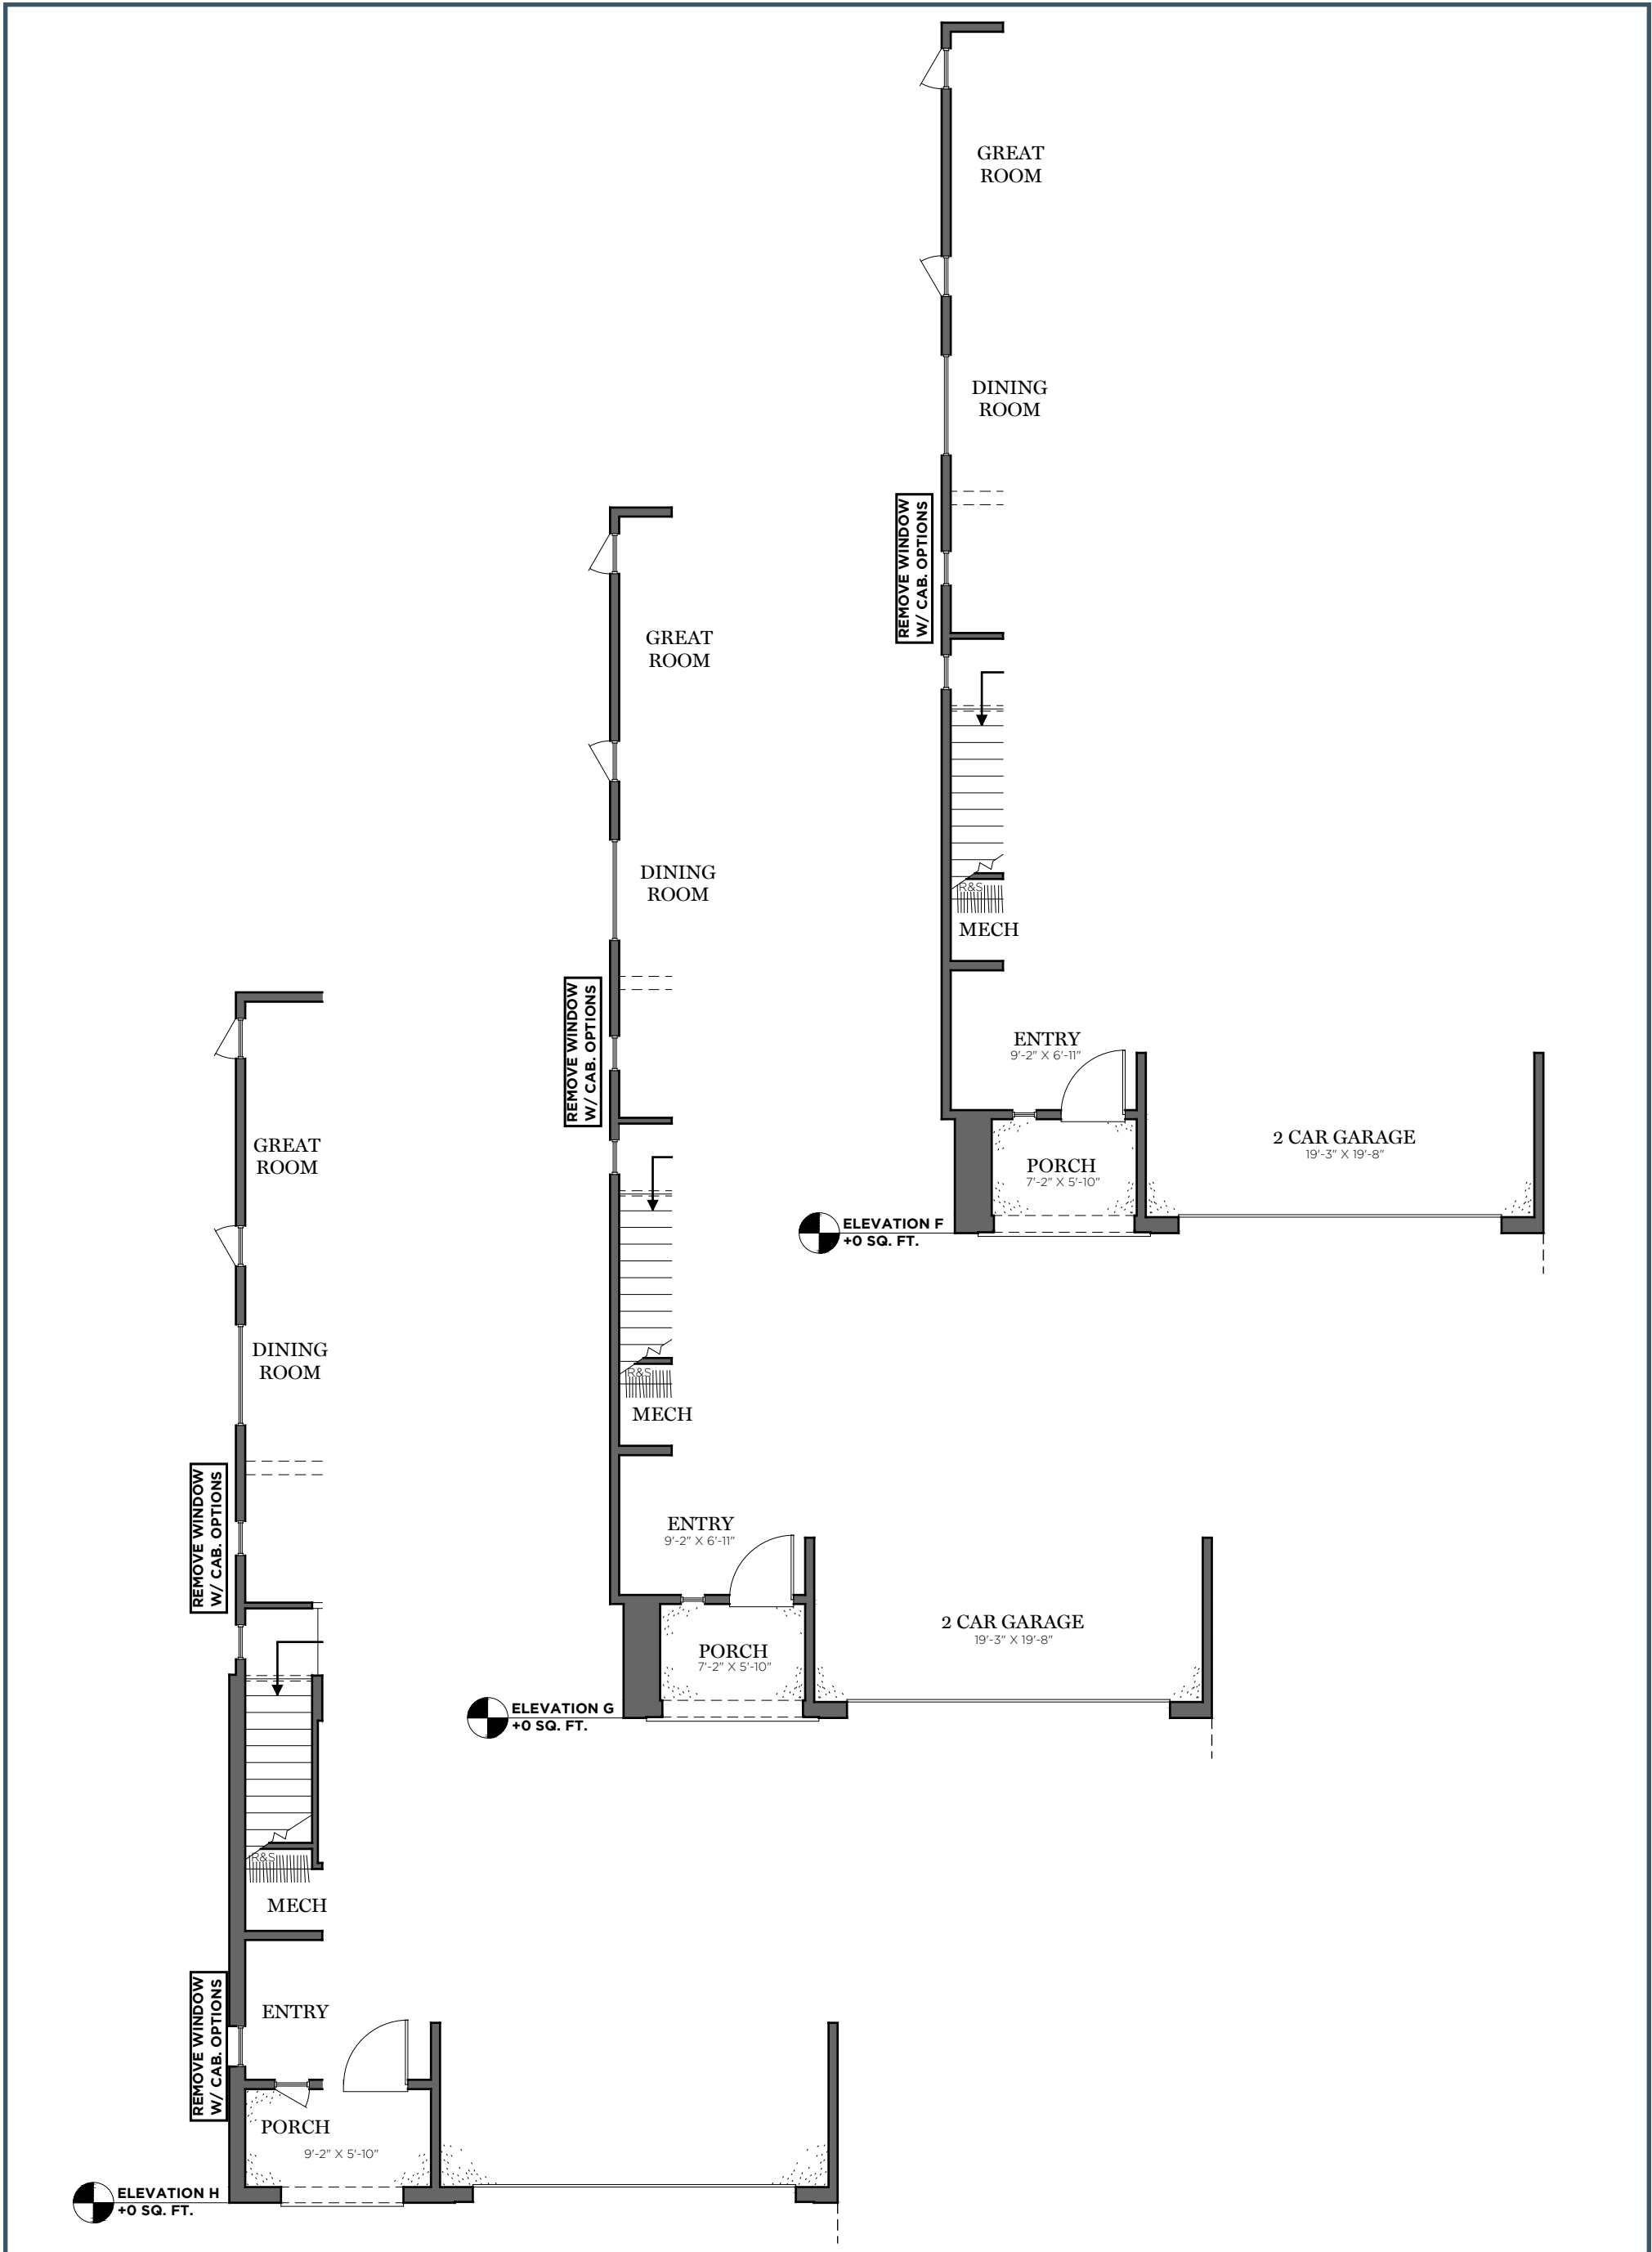 GREAT
ROOM
DINING
ROOM
REMOVE WINDOW
W/ CAB. OPTIONS
R&S
MECH
ENTRY
9'-2" X 6'-11"
PORCH
7'-2" X 5'-10"
2 CAR GARAGE
19'-3" X 19'-8"
ELEVATION F
+0 SQ. FT.
GREAT
ROOM
DINING
ROOM
REMOVE WINDOW
W/ CAB. OPTIONS
R&S
MECH
ENTRY
9'-2" X 6'-11"
PORCH
7'-2" X 5'-10"
2 CAR GARAGE
19'-3" X 19'-8"
ELEVATION G
+0 SQ. FT.
GREAT
ROOM
DINING
ROOM
REMOVE WINDOW
W/ CAB. OPTIONS
R&S
MECH
REMOVE WINDOW
W/ CAB. OPTIONS
ENTRY
PORCH
9'-2" X 5'-10"
ELEVATION H
+0 SQ. FT.